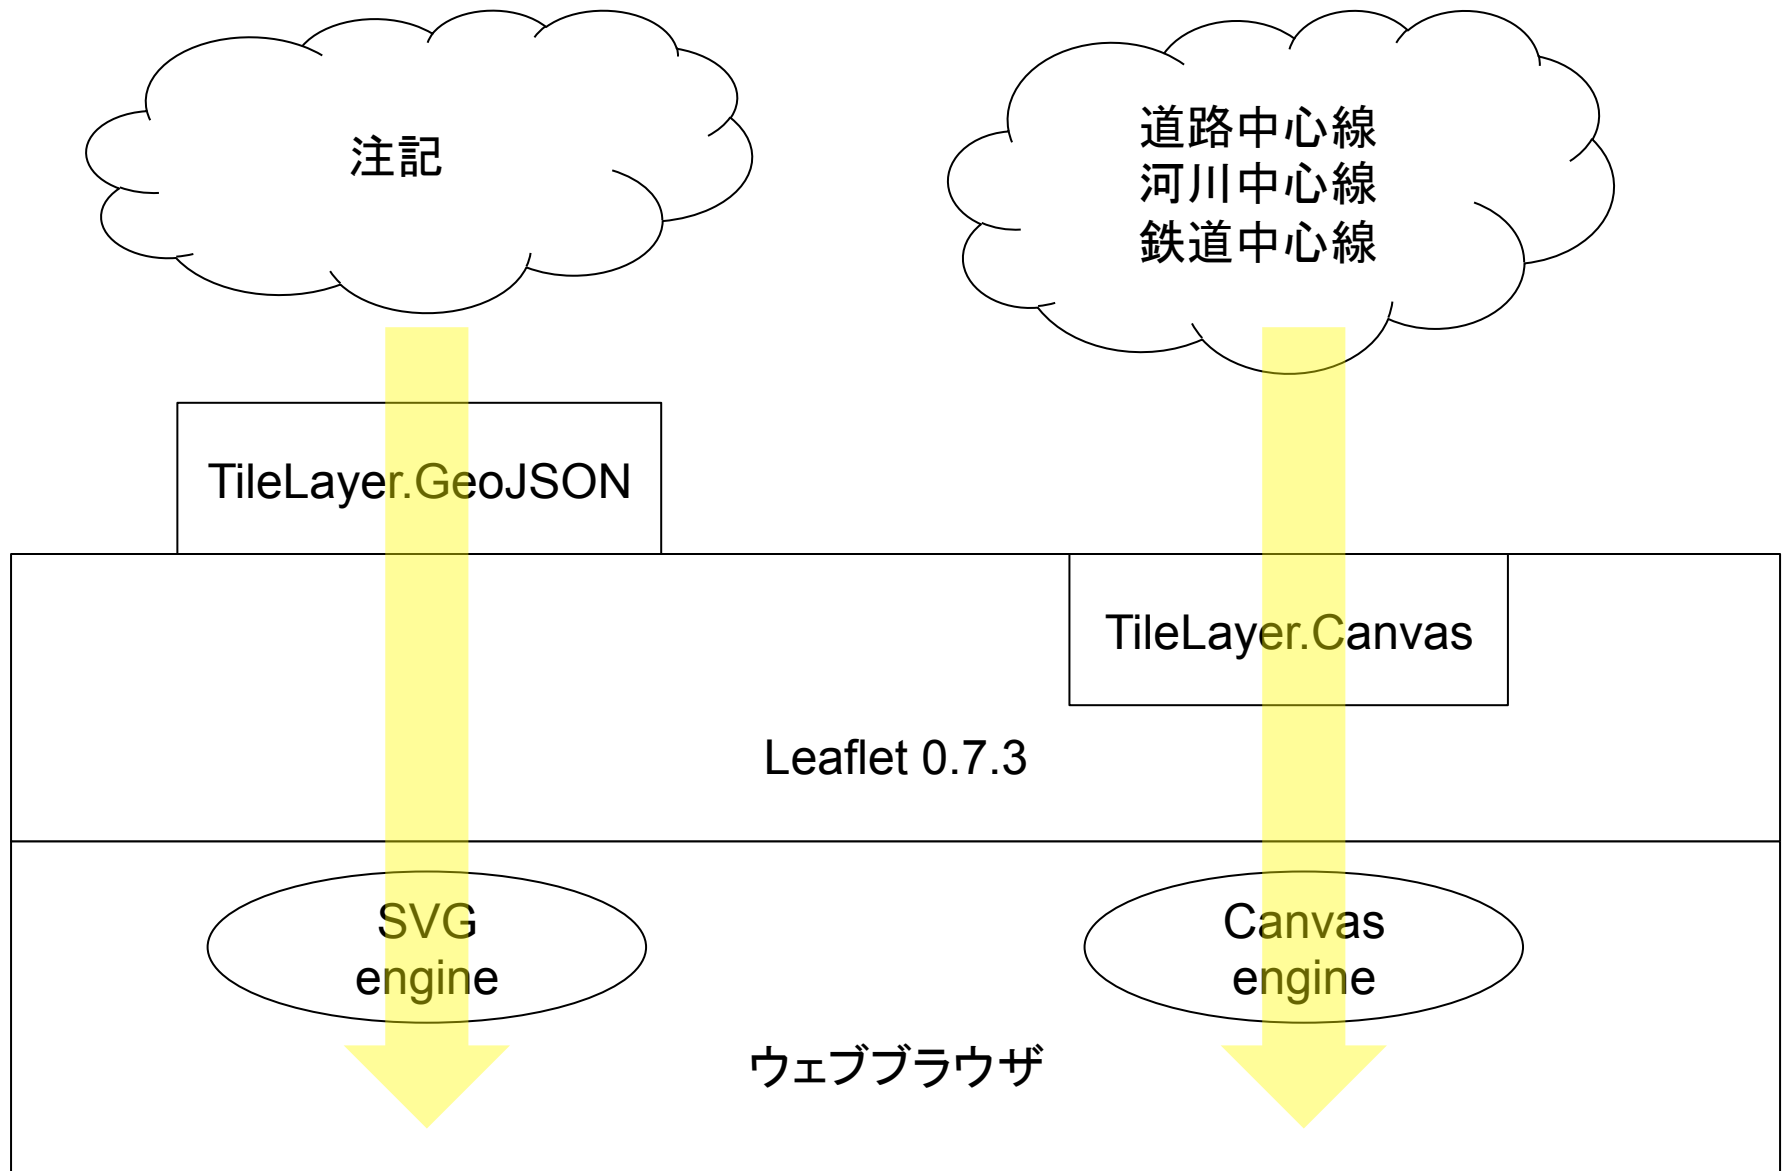 注記
道路中心線
河川中心線
鉄道中心線
TileLayer.GeoJSON
TileLayer.Canvas
Leaflet 0.7.3
SVG
engine
Canvas
engine
ウェブブラウザ